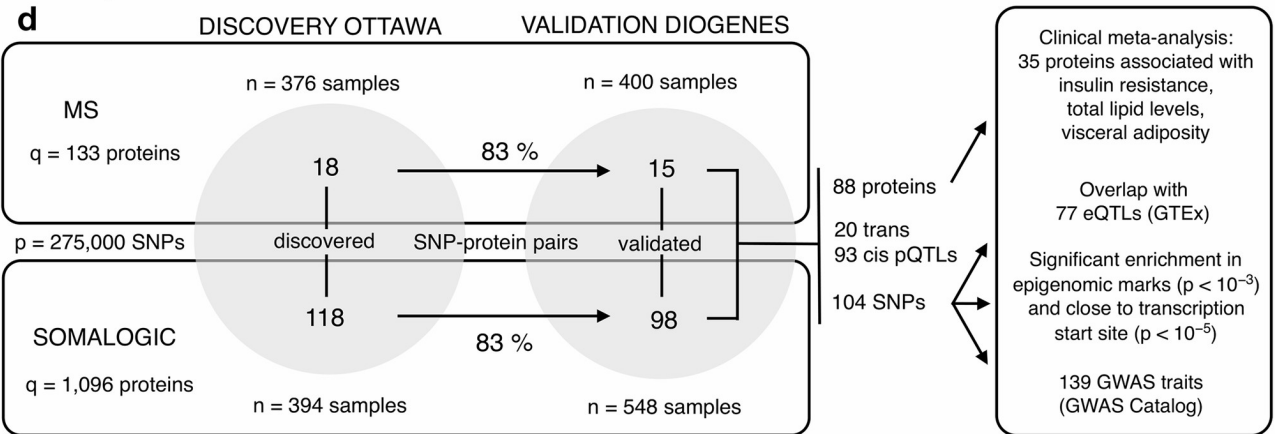 d
DISCOVERY OTTAWA
VALIDATION DIOGENES
n = 376 samples
n = 400 samples
MS
q = 133 proteins
18
83 %
15
p = 275,000 SNPs
discovered
SNP-protein pairs
validated
118
83 %
98
SOMALOGIC
q = 1,096 proteins
n = 394 samples
n = 548 samples
88 proteins
20 trans
93 cis pQTLs
104 SNPs
Clinical meta-analysis:
35 proteins associated with
insulin resistance,
total lipid levels,
visceral adiposity
Overlap with
77 eQTLs (GTEx)
Significant enrichment in
epigenomic marks (p < 10⁻³)
and close to transcription
start site (p < 10⁻⁵)
139 GWAS traits
(GWAS Catalog)